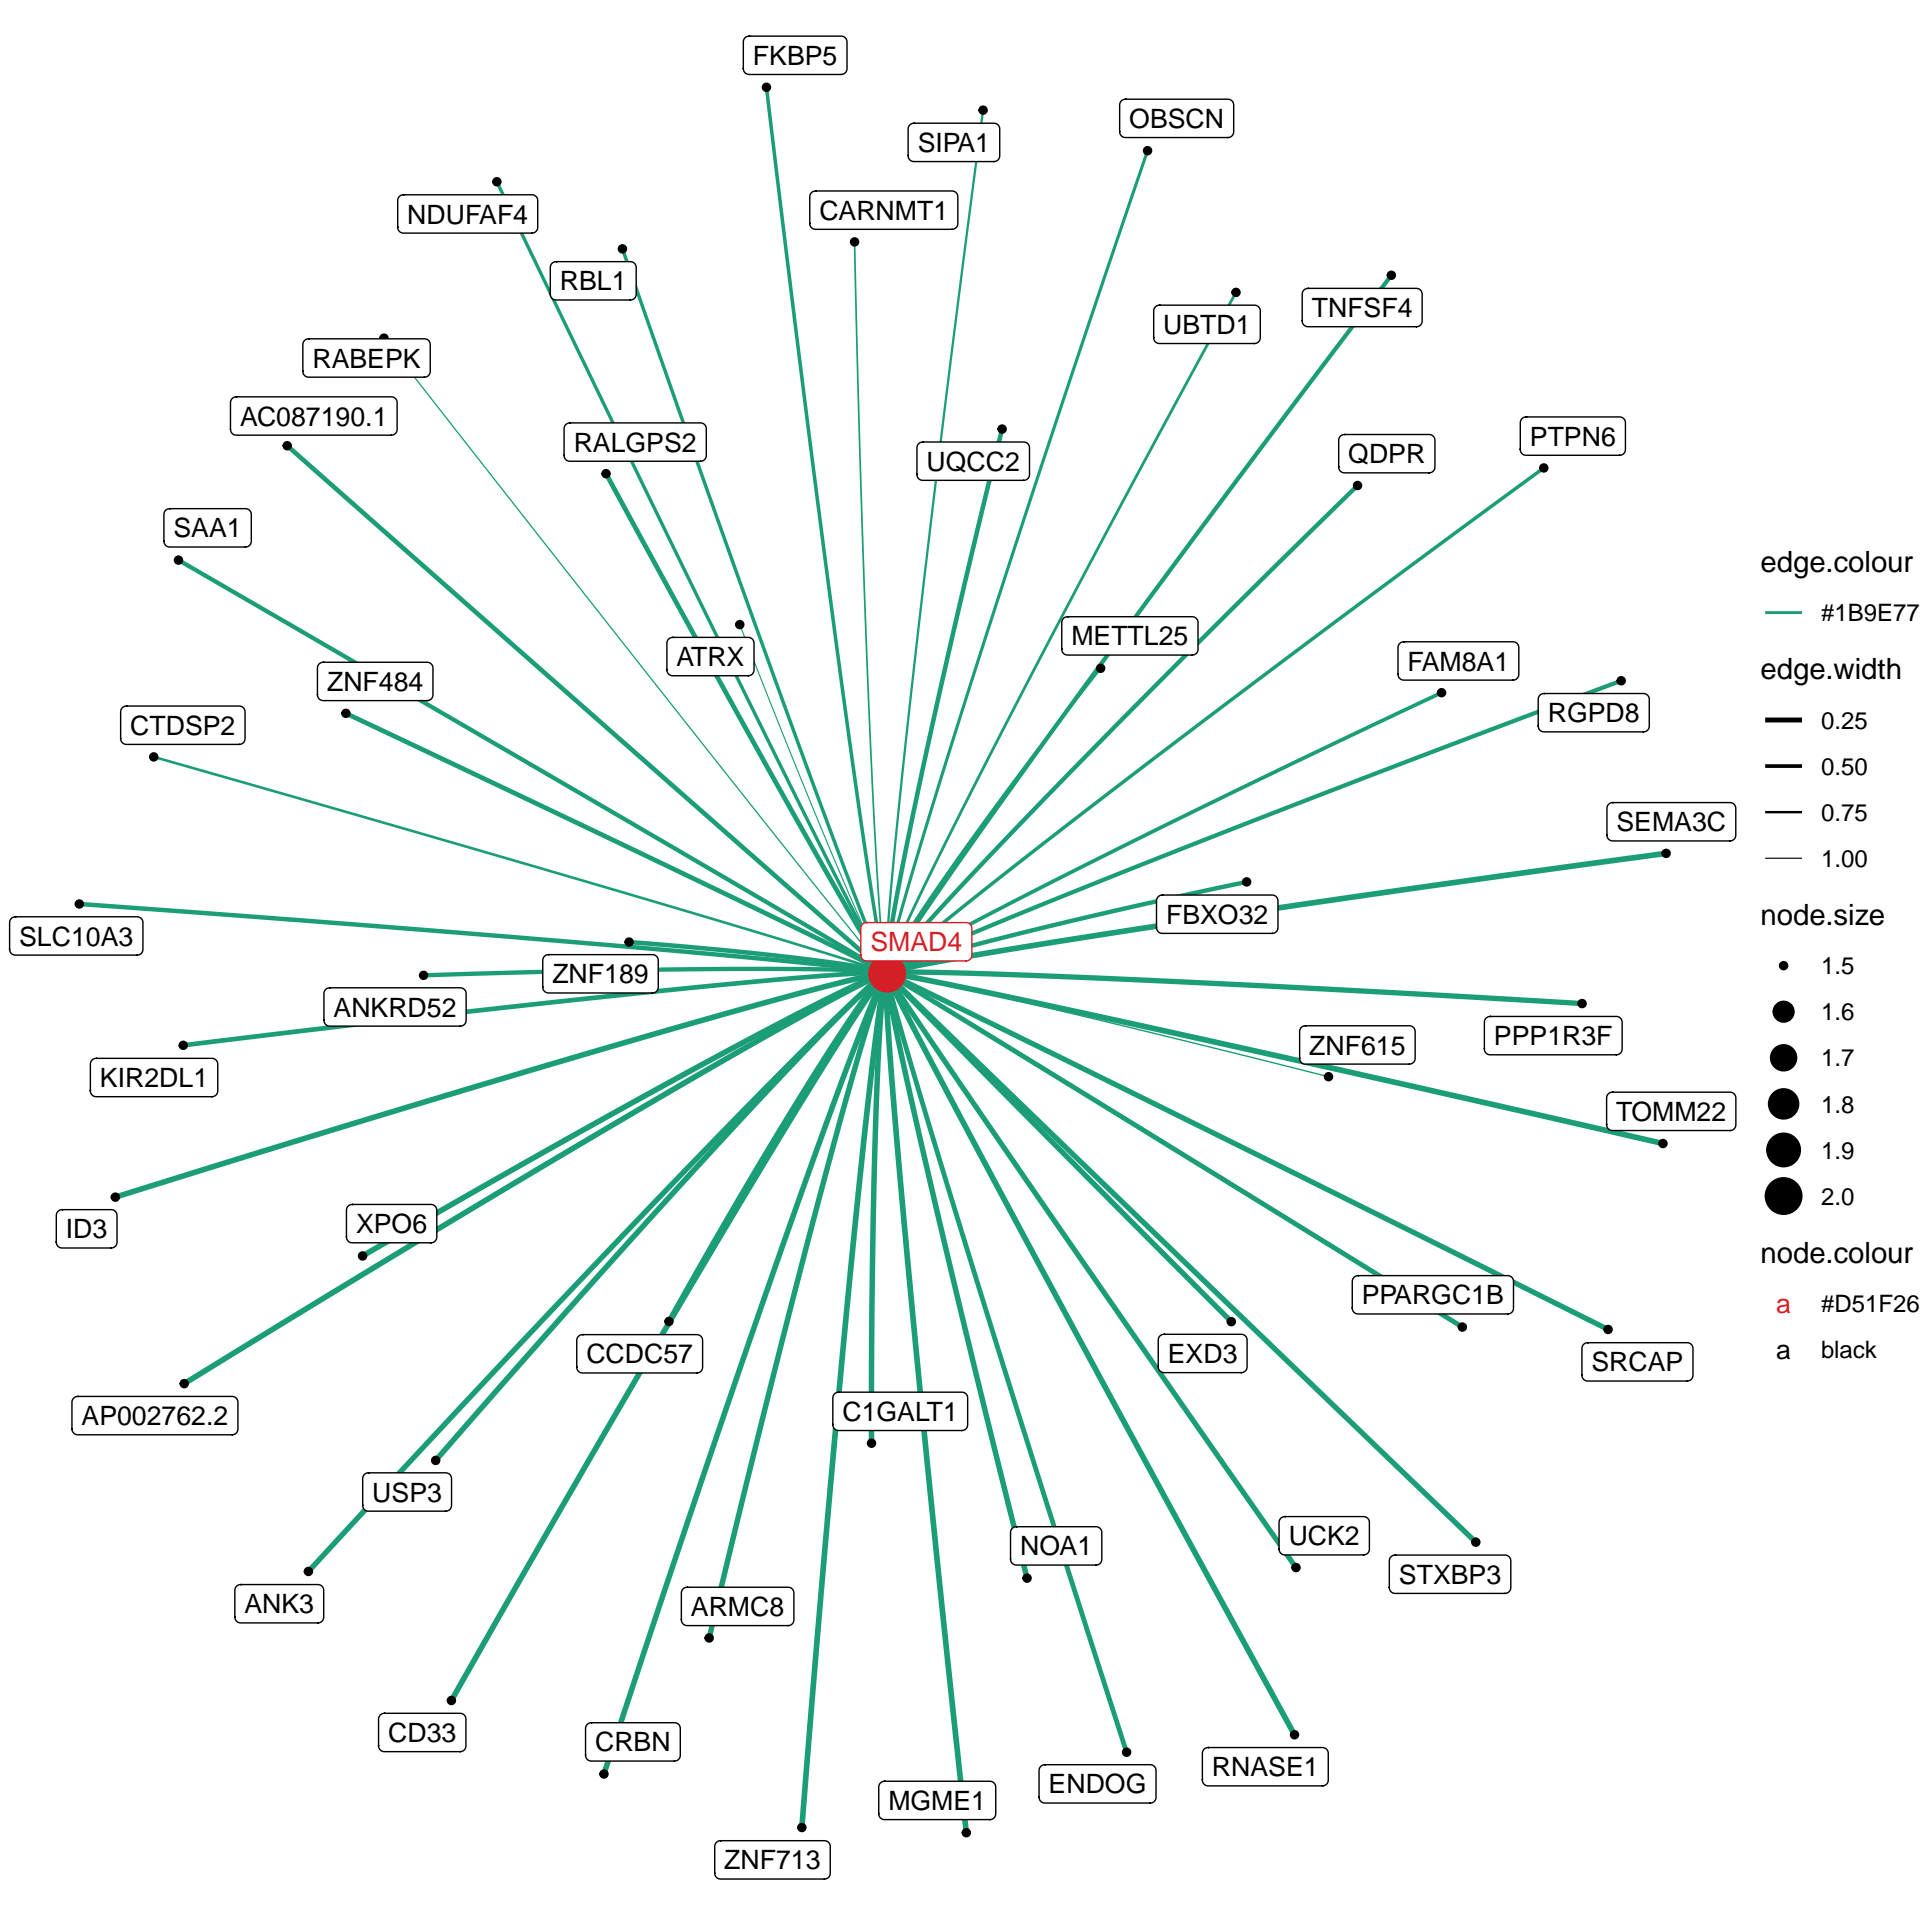 FKBP5
OBSCN
SIPA1
CARNMT1
NDUFAF4
RBL1
TNFSF4
UBTD1
RABEPK
AC087190.1
RALGPS2
PTPN6
QDPR
UQCC2
SAA1
METTL25
ATRX
FAM8A1
ZNF484
RGPD8
CTDSP2
SEMA3C
FBXO32
SLC10A3
SMAD4
ZNF189
ANKRD52
PPP1R3F
ZNF615
KIR2DL1
TOMM22
XPO6
ID3
PPARGC1B
CCDC57
EXD3
SRCAP
C1GALT1
AP002762.2
USP3
UCK2
NOA1
STXBP3
ANK3
ARMC8
CD33
CRBN
RNASE1
ENDOG
MGME1
ZNF713
edge.colour
#1B9E77
edge.width
0.25
0.50
0.75
1.00
node.size
1.5
1.6
1.7
1.8
1.9
2.0
node.colour
a #D51F26
a black